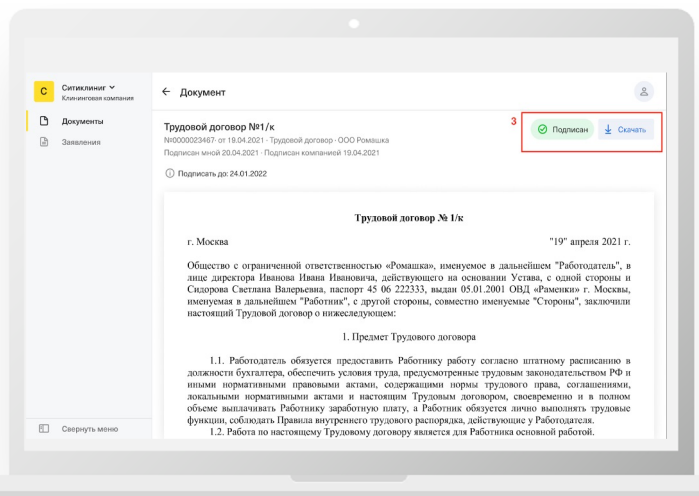 С
Ситиклиниг
Клининговая компания
Документы
Заявления
Свернуть меню
Документ
Трудовой договор №1/к
№0000023467· от 19.04.2021 · Трудовой договор · ООО Ромашка
Подписан мной 20.04.2021 · Подписан компанией 19.04.2021
Подписать до: 24.01.2022
3
Подписан
Скачать
Трудовой договор № 1/к
г. Москва "19" апреля 2021 г.
Общество с ограниченной ответственностью «Ромашка», именуемое в дальнейшем "Работодатель", в
лице директора Иванова Ивана Ивановича, действующего на основании Устава, с одной стороны и
Сидорова Светлана Валерьевна, паспорт 45 06 222333, выдан 05.01.2001 ОВД «Раменки» г. Москвы,
именуемая в дальнейшем "Работник", с другой стороны, совместно именуемые "Стороны", заключили
настоящий Трудовой договор о нижеследующем:
1. Предмет Трудового договора
1.1. Работодатель обязуется предоставить Работнику работу согласно штатному расписанию в
должности бухгалтера, обеспечить условия труда, предусмотренные трудовым законодательством РФ и
иными нормативными правовыми актами, содержащими нормы трудового права, соглашениями,
локальными нормативными актами и настоящим Трудовым договором, своевременно и в полном
объеме выплачивать Работнику заработную плату, а Работник обязуется лично выполнять трудовые
функции, соблюдать Правила внутреннего трудового распорядка, действующие у Работодателя.
1.2. Работа по настоящему Трудовому договору является для Работника основной работой.